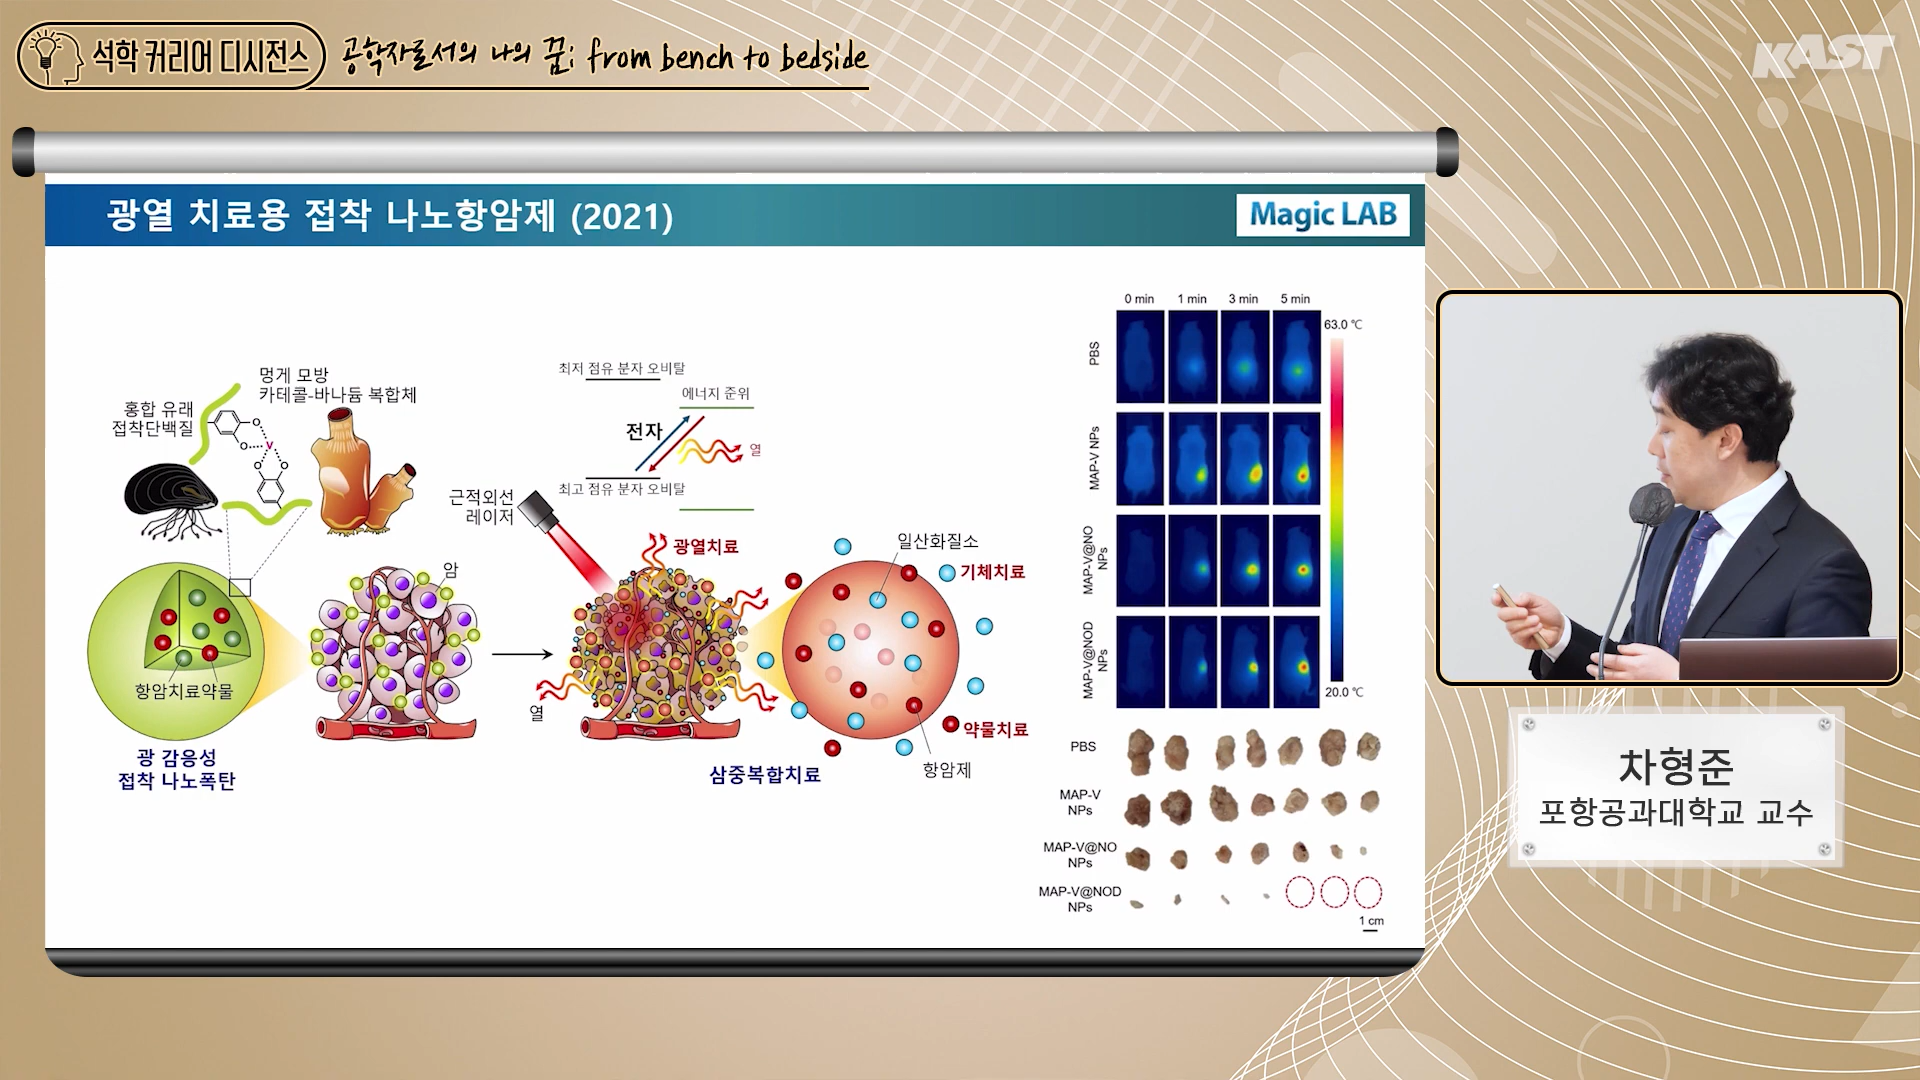 석학 커리어 디시전스
공학자로서의 나의 꿈; from bench to bedside
KAST
광열 치료용 접착 나노항암제 (2021)
Magic LAB
멍게 모방
카테콜-바나듐 복합체
홍합 유래
접착단백질
O
O
V
O
O
항암치료약물
광 감응성
접착 나노폭탄
암
최저 점유 분자 오비탈
에너지 준위
전자
열
최고 점유 분자 오비탈
근적외선
레이저
광열치료
열
일산화질소
기체치료
약물치료
항암제
삼중복합치료
0 min 1 min 3 min 5 min
63.0 ℃
PBS
MAP-V NPs
MAP-V@NO
NPs
MAP-V@NOD
NPs
20.0 ℃
PBS
MAP-V
NPs
MAP-V@NO
NPs
MAP-V@NOD
NPs
1 cm
차형준
포항공과대학교 교수